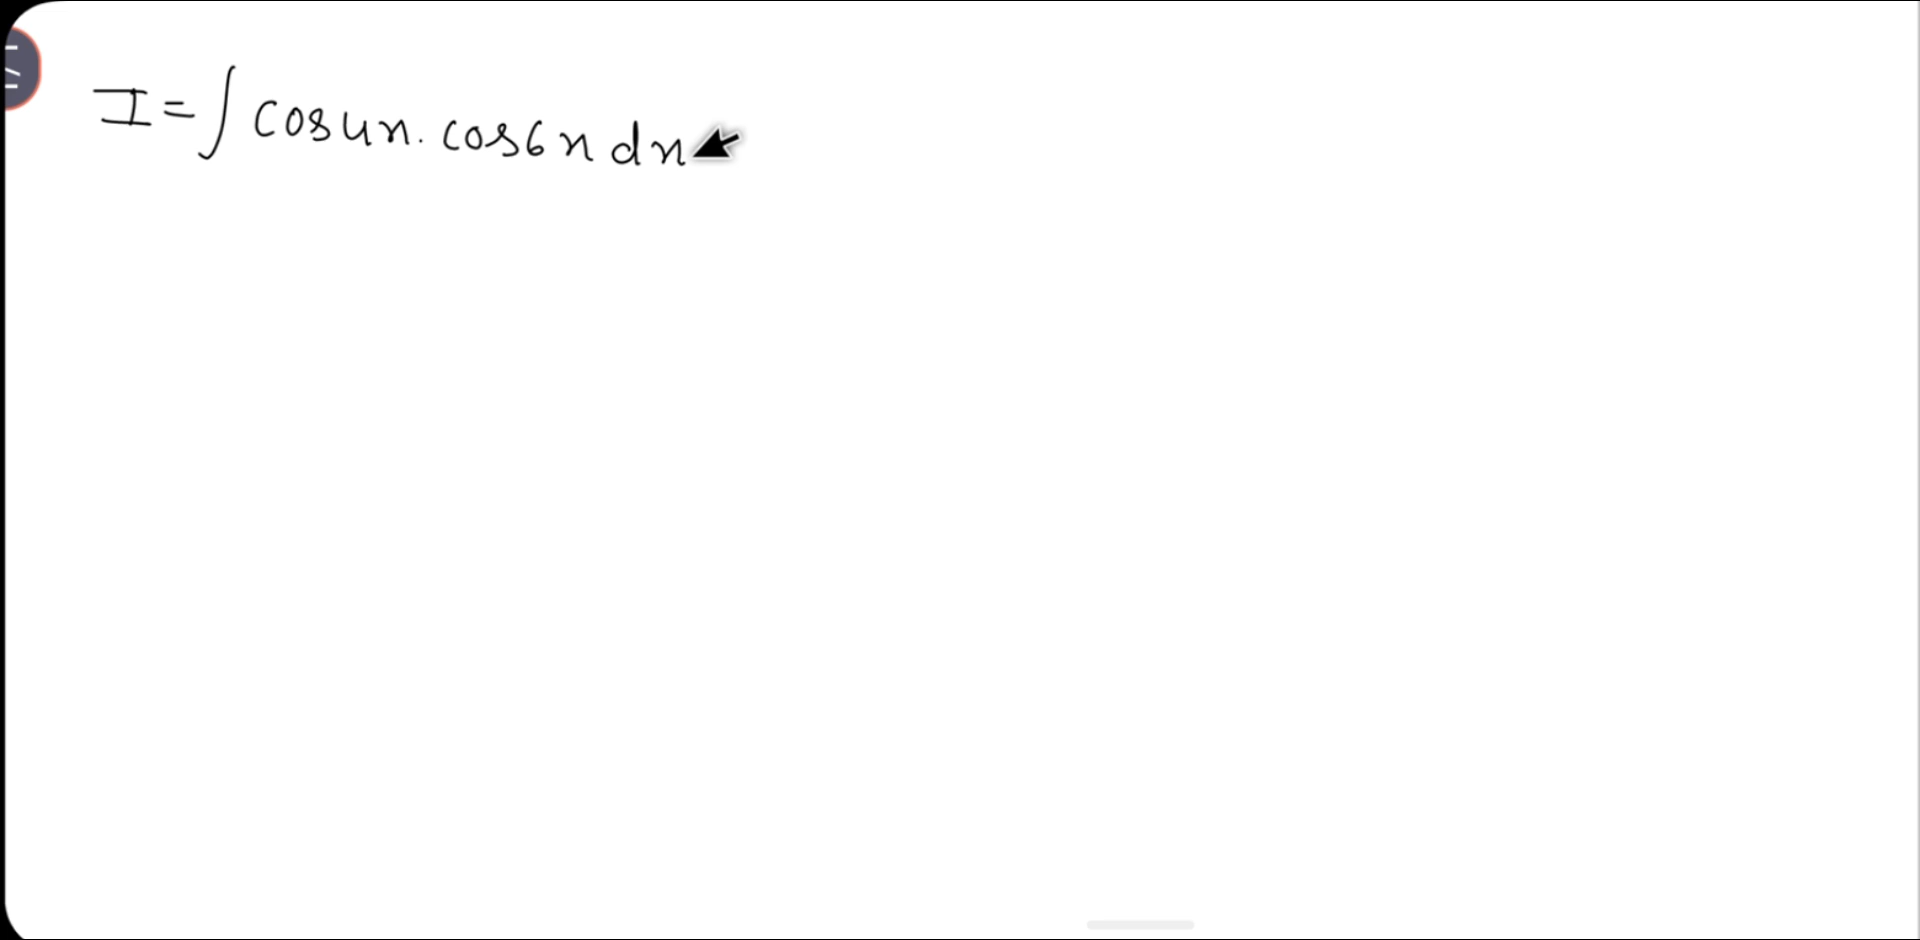 I = ∫ cos4x. cos6x dx